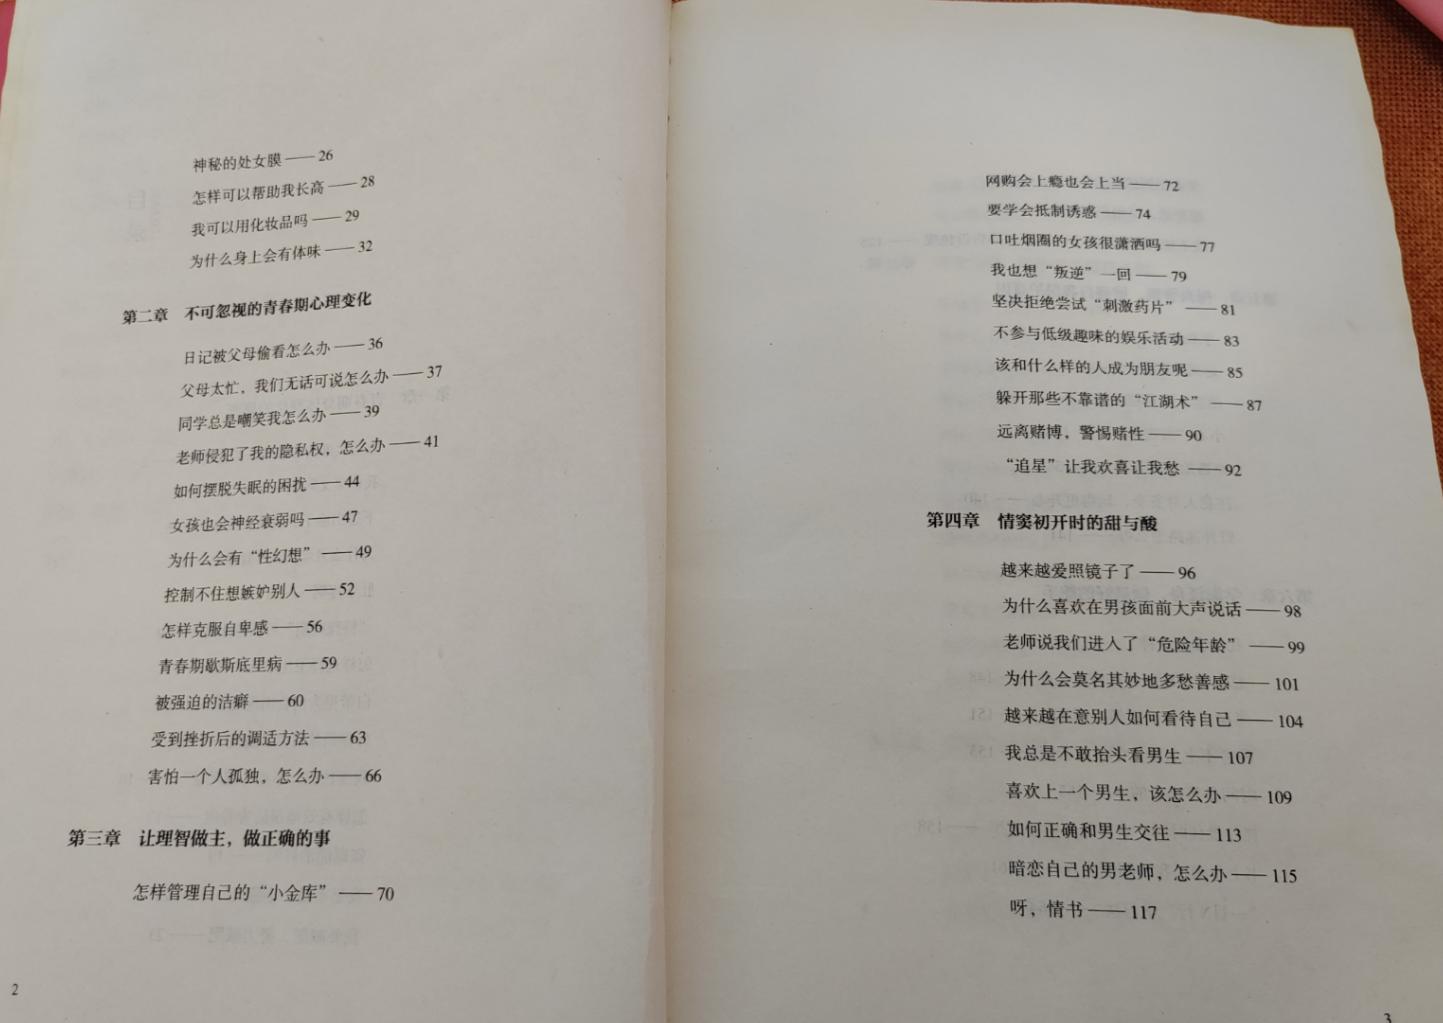 神秘的处女膜——26
怎样可以帮助我长高——28
我可以用化妆品吗——29
为什么身上会有体味——32
第二章 不可忽视的青春期心理变化
日记被父母偷看怎么办——36
父母太忙，我们无话可说怎么办——37
同学总是嘲笑我怎么办——39
老师侵犯了我的隐私权，怎么办——41
如何摆脱失眠的困扰——44
女孩也会神经衰弱吗——47
为什么会有“性幻想”——49
控制不住想嫉妒别人——52
怎样克服自卑感——56
青春期歇斯底里病——59
被强迫的洁癖——60
受到挫折后的调适方法——63
害怕一个人孤独，怎么办——66
第三章 让理智做主，做正确的事
怎样管理自己的“小金库”——70
2
网购会上瘾也会上当——72
要学会抵制诱惑——74
口吐烟圈的女孩很潇洒吗——77
我也想“叛逆”一回——79
坚决拒绝尝试“刺激药片”——81
不参与低级趣味的娱乐活动——83
该和什么样的人成为朋友呢——85
躲开那些不靠谱的“江湖术”——87
远离赌博，警惕赌性——90
“追星”让我欢喜让我愁——92
第四章 情窦初开时的甜与酸
越来越爱照镜子了——96
为什么喜欢在男孩面前大声说话——98
老师说我们进入了“危险年龄”——99
为什么会莫名其妙地多愁善感——101
越来越在意别人如何看待自己——104
我总是不敢抬头看男生——107
喜欢上一个男生，该怎么办——109
如何正确和男生交往——113
暗恋自己的男老师，怎么办——115
呀，情书——117
3